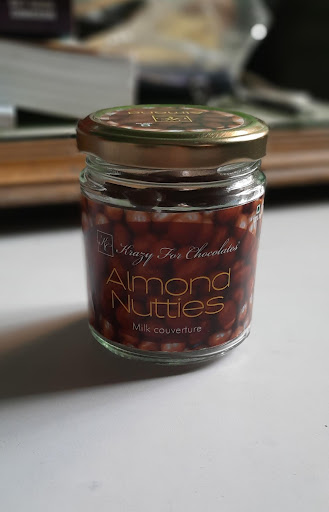 Krazy For Chocolates
Almond
Nutties
Milk couverture